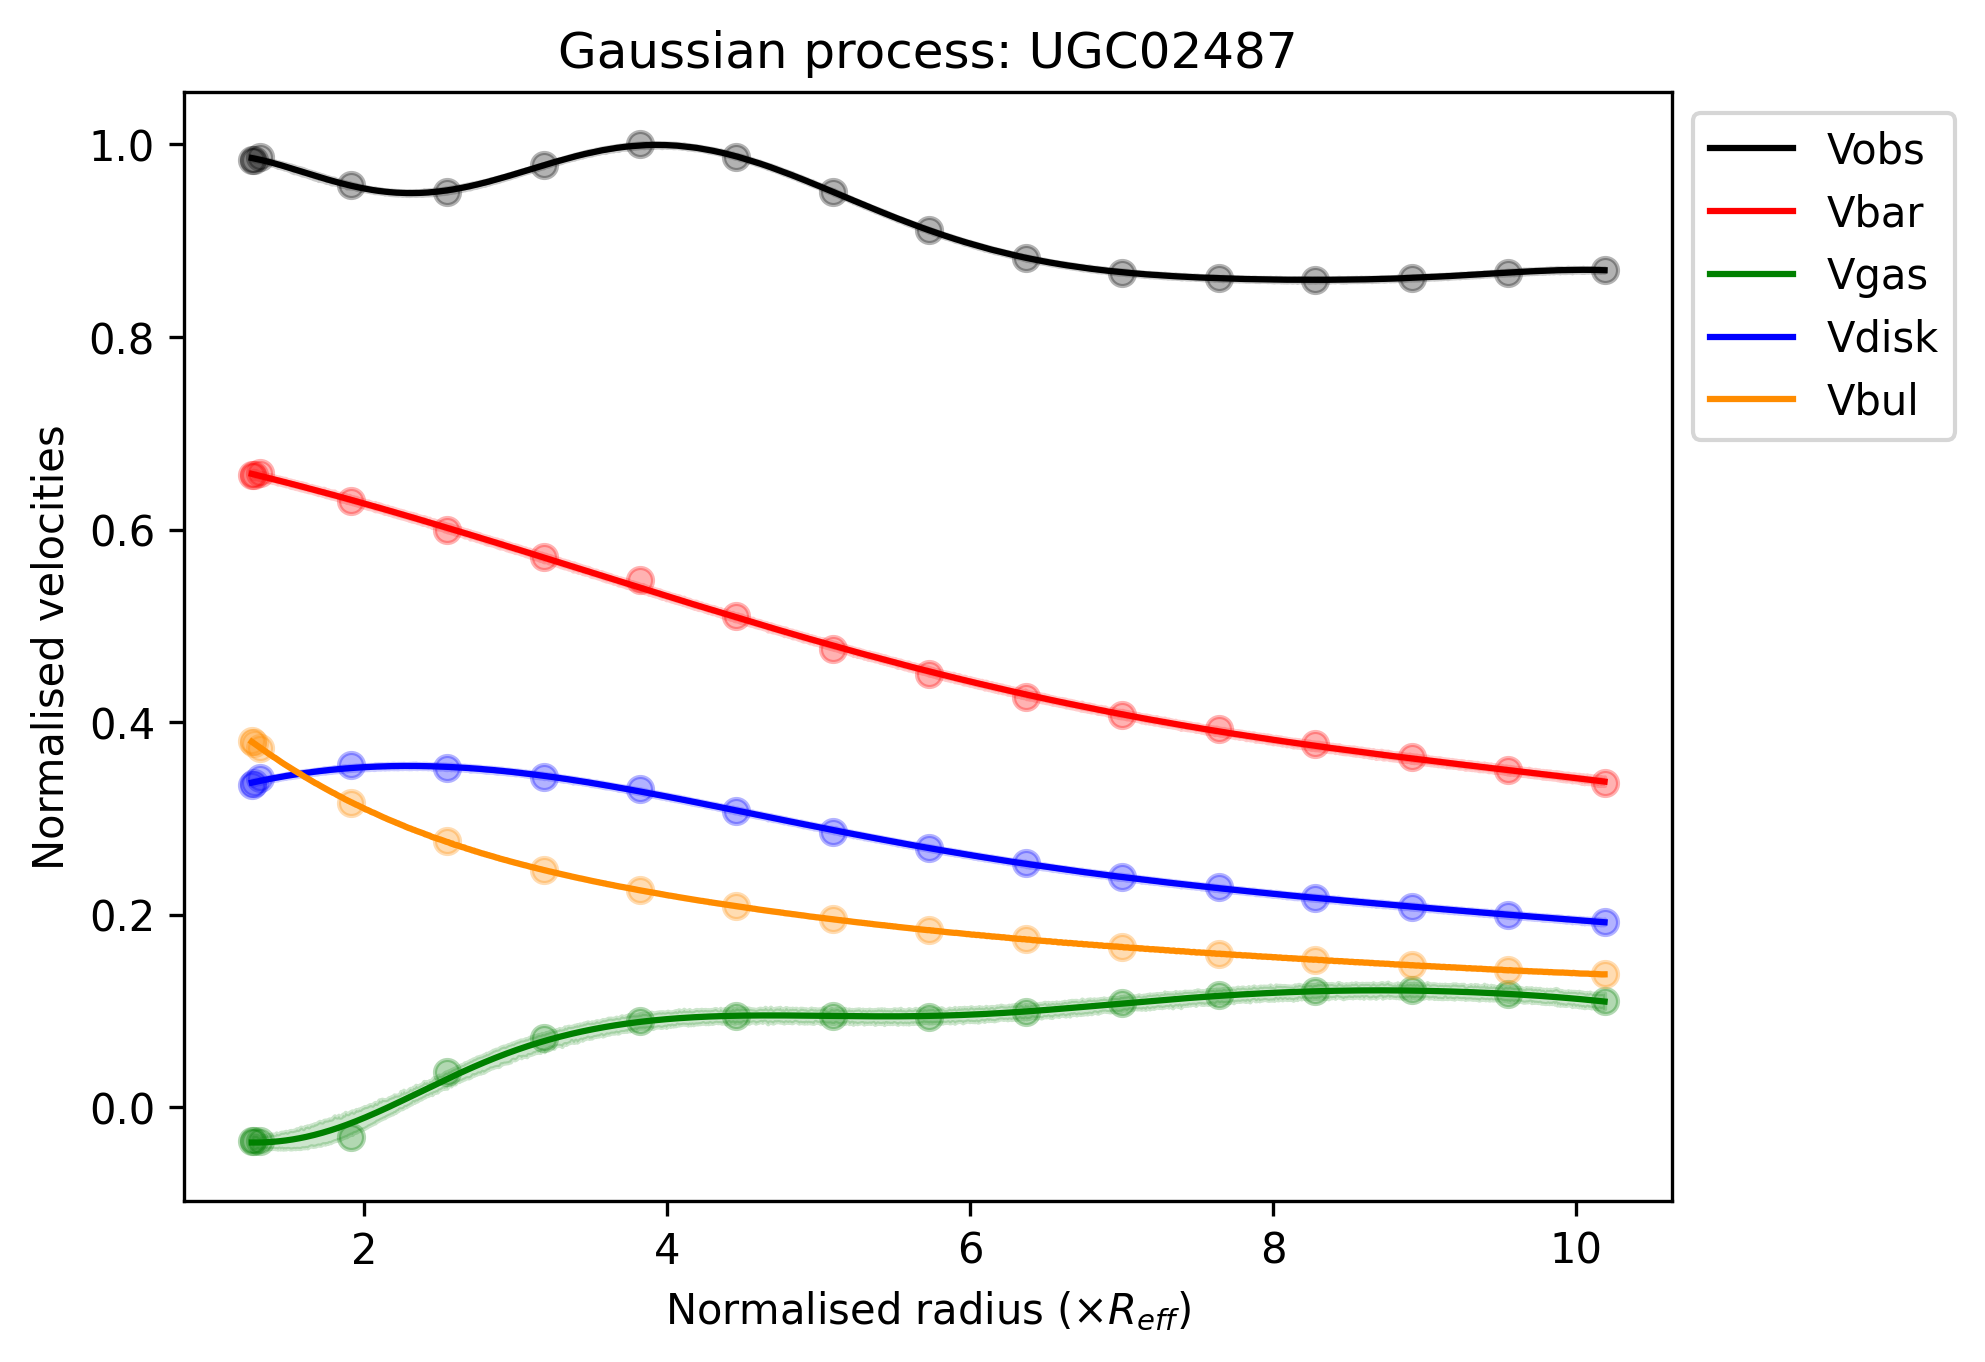 Gaussian process: UGC02487
Vobs
Vbar
Vgas
Vdisk
Vbul
Normalised velocities
1.0
0.8
0.6
0.4
0.2
0.0
2 4 6 8 10
Normalised radius (×R_eff)